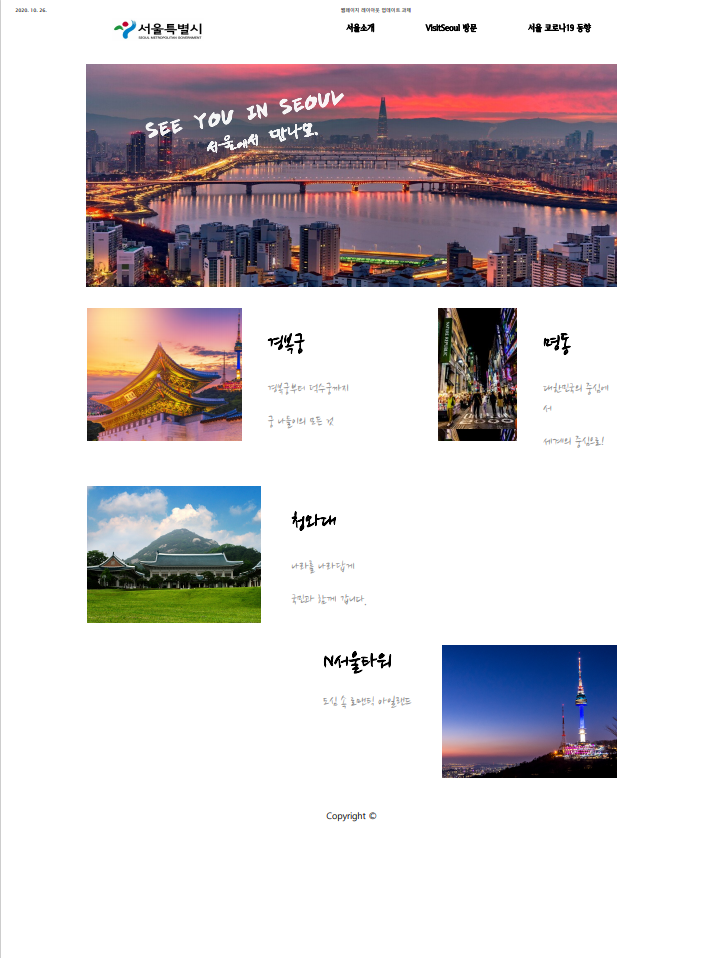 2020. 10. 26.
웹페이지 레이아웃 업데이트 과제
서울특별시
SEOUL METROPOLITAN GOVERNMENT
서울소개
VisitSeoul 방문
서울 코로나19 동향
SEE YOU IN SEOUL
서울에서 만나요.
경복궁
경복궁부터 덕수궁까지
궁 나들이의 모든 것
명동
대한민국의 중심에
서
세계의 중심으로!
청와대
나라를 나라답게
국민과 함께 갑니다.
N서울타워
도심 속 로맨틱 아일랜드
Copyright ©